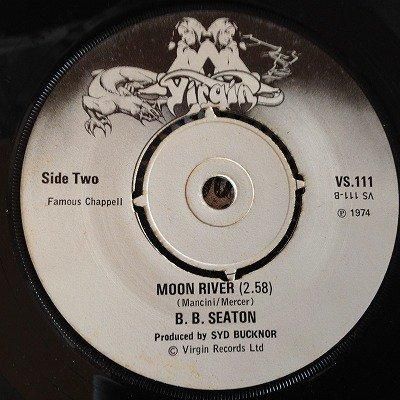 Virgin
Side Two
VS.111
VS 111-B
Famous Chappell
℗ 1974
MOON RIVER (2.58)
(Mancini/Mercer)
B. B. SEATON
Produced by SYD BUCKNOR
© Virgin Records Ltd